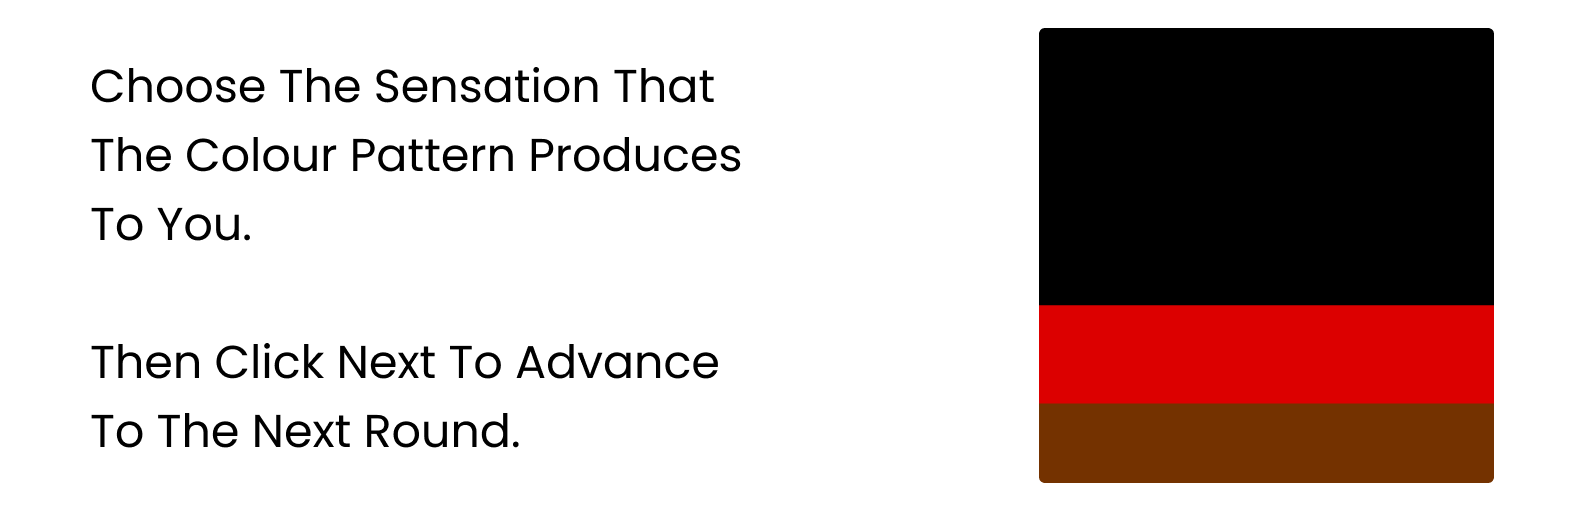 Choose The Sensation That
The Colour Pattern Produces
To You.
Then Click Next To Advance
To The Next Round.